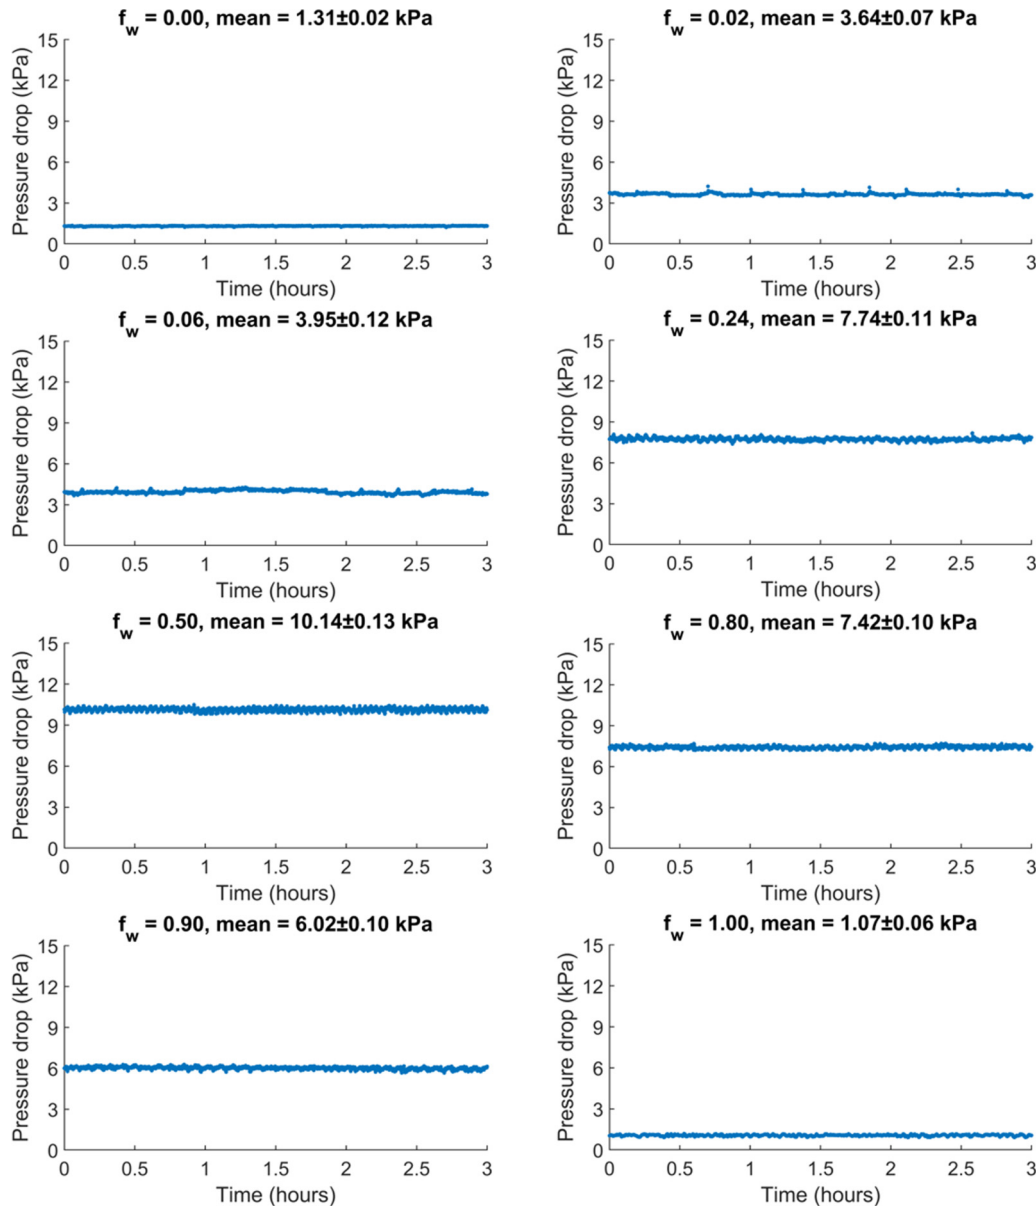 f_w = 0.00, mean = 1.31±0.02 kPa
15
12
9
6
3
0
Pressure drop (kPa)
0 0.5 1 1.5 2 2.5 3
Time (hours)
f_w = 0.02, mean = 3.64±0.07 kPa
15
12
9
6
3
0
Pressure drop (kPa)
0 0.5 1 1.5 2 2.5 3
Time (hours)
f_w = 0.06, mean = 3.95±0.12 kPa
15
12
9
6
3
0
Pressure drop (kPa)
0 0.5 1 1.5 2 2.5 3
Time (hours)
f_w = 0.24, mean = 7.74±0.11 kPa
15
12
9
6
3
0
Pressure drop (kPa)
0 0.5 1 1.5 2 2.5 3
Time (hours)
f_w = 0.50, mean = 10.14±0.13 kPa
15
12
9
6
3
0
Pressure drop (kPa)
0 0.5 1 1.5 2 2.5 3
Time (hours)
f_w = 0.80, mean = 7.42±0.10 kPa
15
12
9
6
3
0
Pressure drop (kPa)
0 0.5 1 1.5 2 2.5 3
Time (hours)
f_w = 0.90, mean = 6.02±0.10 kPa
15
12
9
6
3
0
Pressure drop (kPa)
0 0.5 1 1.5 2 2.5 3
Time (hours)
f_w = 1.00, mean = 1.07±0.06 kPa
15
12
9
6
3
0
Pressure drop (kPa)
0 0.5 1 1.5 2 2.5 3
Time (hours)